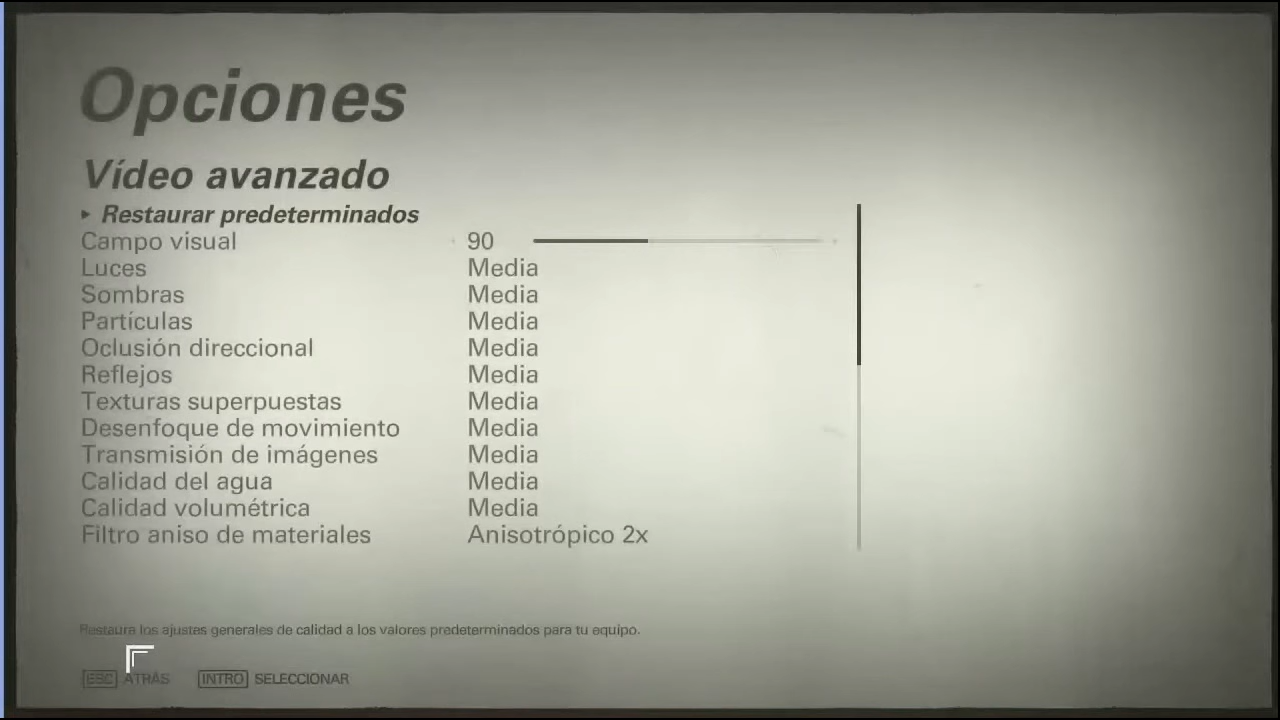 Opciones
Vídeo avanzado
Restaurar predeterminados
Campo visual 90
Luces Media
Sombras Media
Partículas Media
Oclusión direccional Media
Reflejos Media
Texturas superpuestas Media
Desenfoque de movimiento Media
Transmisión de imágenes Media
Calidad del agua Media
Calidad volumétrica Media
Filtro aniso de materiales Anisotrópico 2x
Restaura los ajustes generales de calidad a los valores predeterminados para tu equipo.
ESC ATRÁS INTRO SELECCIONAR